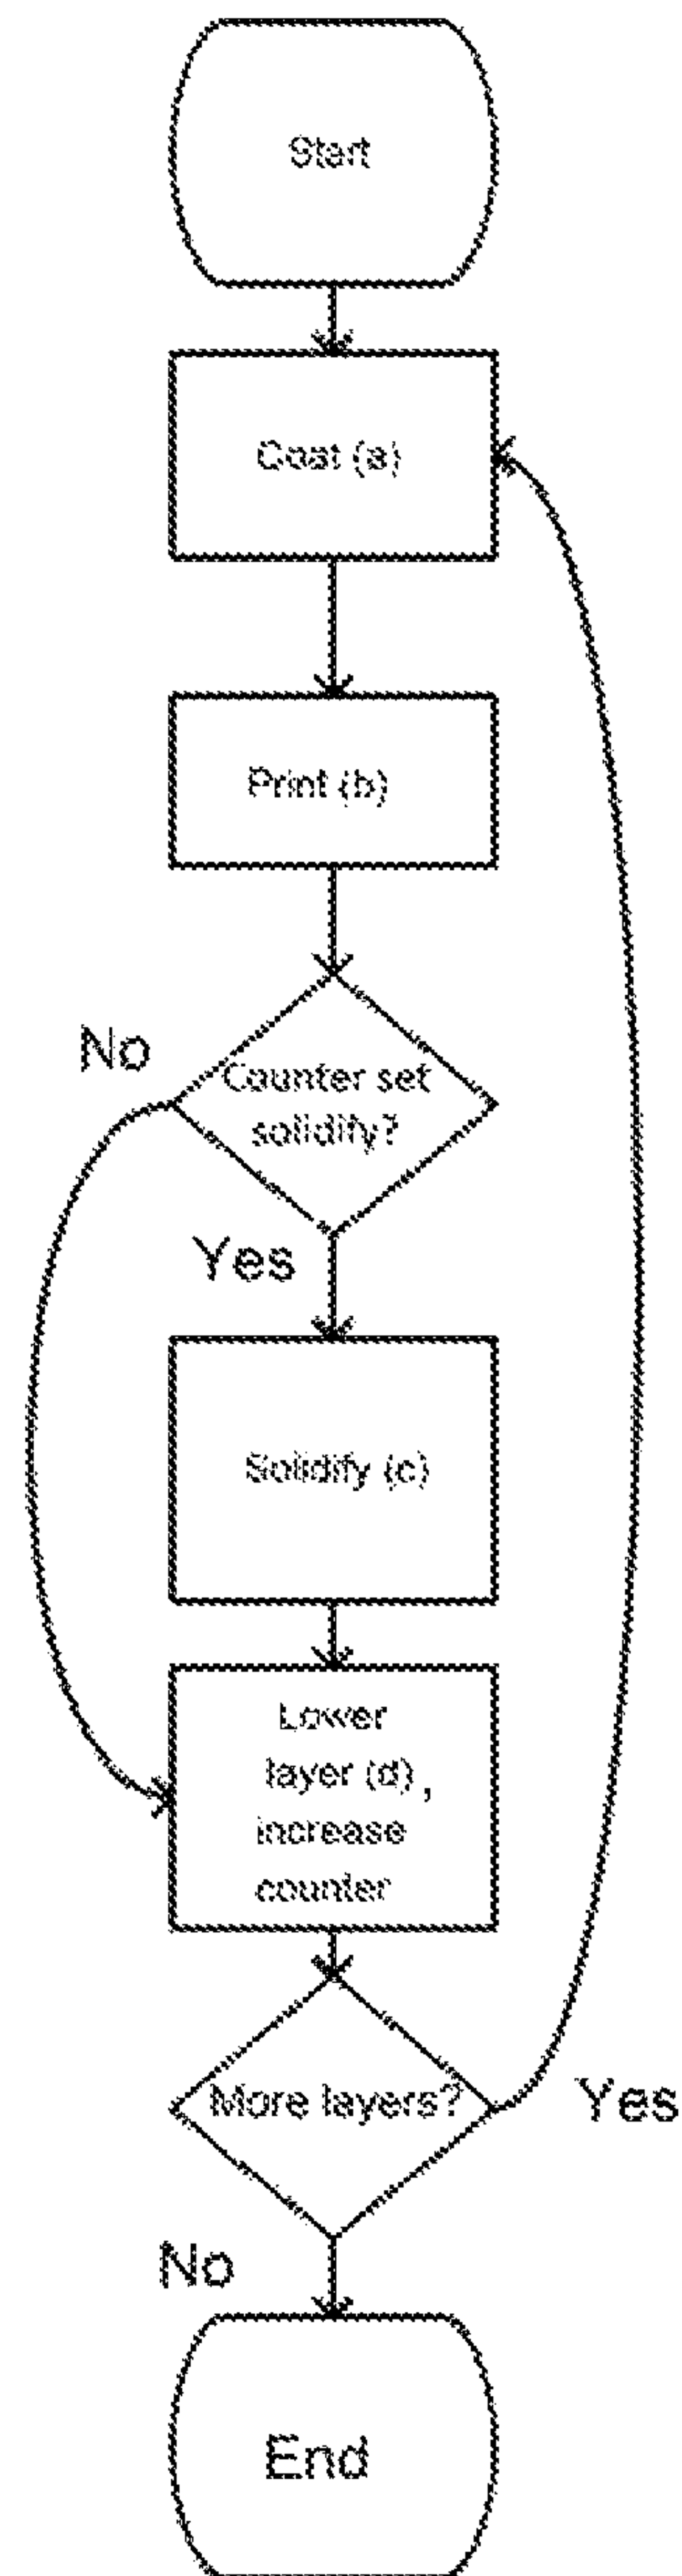 Start
Coat (a)
Print (b)
No
Counter set
solidify?
Yes
Solidify (c)
Lower
layer (d),
increase
counter
More layers?
Yes
No
End